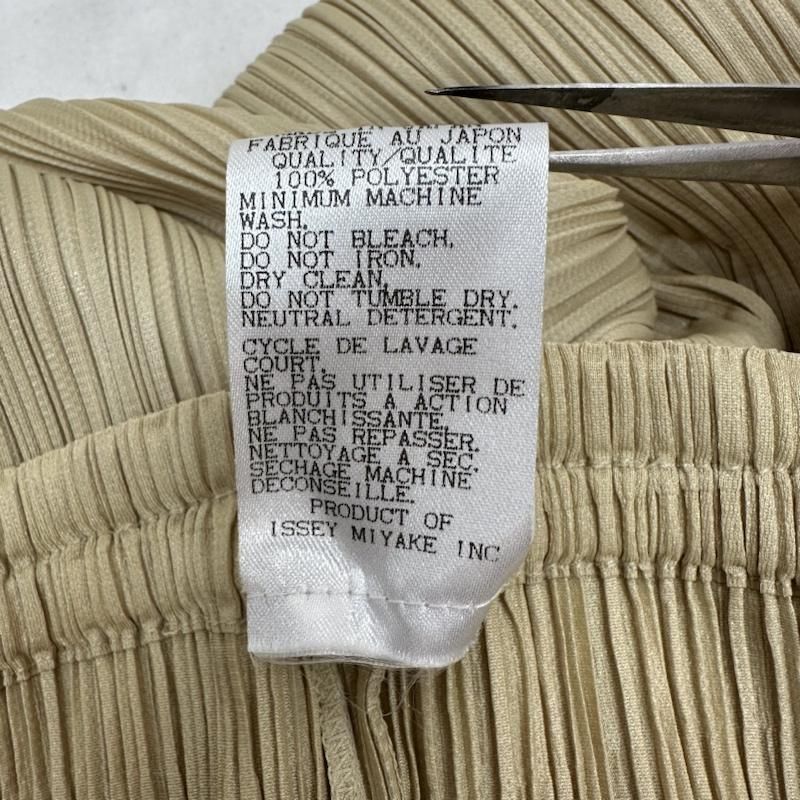 FABRIQUE AU JAPON
QUALITY/QUALITE
100% POLYESTER
MINIMUM MACHINE
WASH.
DO NOT BLEACH.
DO NOT IRON.
DRY CLEAN.
DO NOT TUMBLE DRY.
NEUTRAL DETERGENT.
CYCLE DE LAVAGE
COURT.
NE PAS UTILISER DE
PRODUITS A ACTION
BLANCHISSANTE.
NE PAS REPASSER.
NETTOYAGE A SEC.
SECHAGE MACHINE
DECONSEILLE.
PRODUCT OF
ISSEY MIYAKE INC